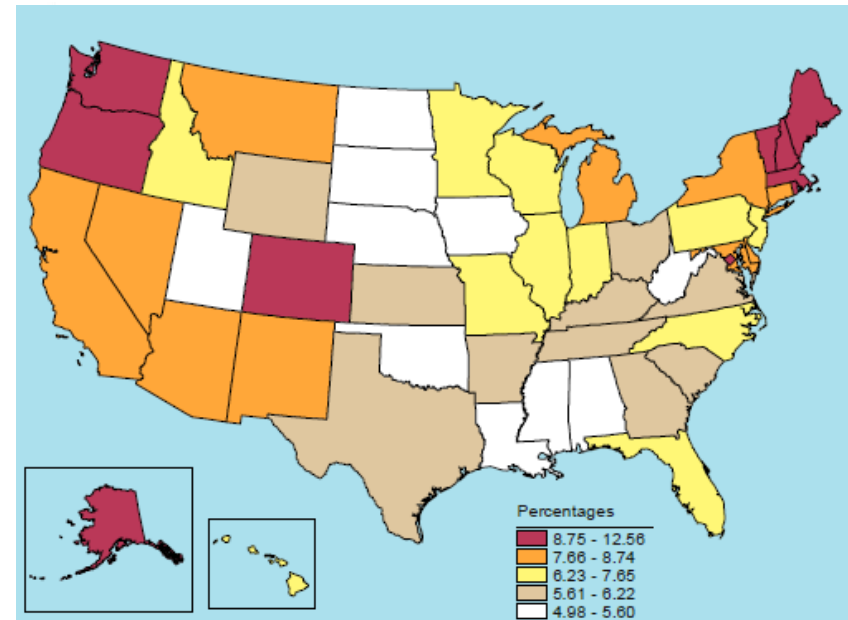 Percentages
8.75 - 12.56
7.66 - 8.74
6.23 - 7.65
5.61 - 6.22
4.98 - 5.60